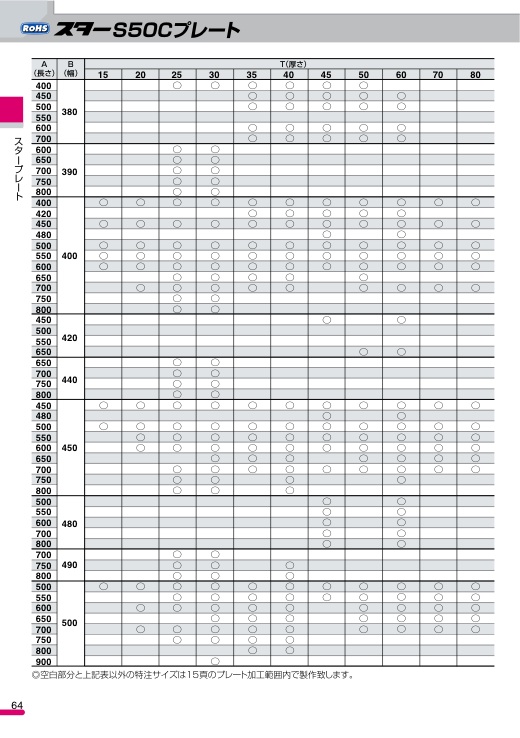 RoHS スターS50Cプレート
A (長さ) B (幅) T(厚さ)
15 20 25 30 35 40 45 50 60 70 80
スタープレート
380
400 ○ ○ ○ ○ ○ ○
450 ○ ○ ○ ○ ○
500 ○ ○ ○ ○ ○
550
600 ○ ○ ○ ○ ○
700 ○ ○ ○ ○ ○
390
600 ○ ○
650 ○ ○
700 ○ ○
750 ○ ○
800 ○ ○
400
400 ○ ○ ○ ○ ○ ○ ○ ○ ○ ○ ○
420 ○ ○ ○ ○ ○
450 ○ ○ ○ ○ ○ ○ ○ ○ ○ ○ ○
480 ○ ○
500 ○ ○ ○ ○ ○ ○ ○ ○ ○ ○ ○
550 ○ ○ ○ ○ ○ ○ ○ ○ ○ ○ ○
600 ○ ○ ○ ○ ○ ○ ○ ○ ○ ○ ○
650 ○ ○ ○ ○ ○
700 ○ ○ ○ ○ ○ ○ ○ ○ ○
750 ○ ○
800 ○ ○
420
450 ○ ○
500
550
650 ○ ○
440
650 ○ ○
700 ○ ○
750 ○ ○
800 ○ ○
450
450 ○ ○ ○ ○ ○ ○ ○ ○ ○ ○ ○
480 ○ ○
500 ○ ○ ○ ○ ○ ○ ○ ○ ○ ○ ○
550 ○ ○ ○ ○ ○ ○ ○ ○ ○ ○
600 ○ ○ ○ ○ ○ ○ ○ ○ ○ ○
650 ○ ○ ○ ○ ○ ○ ○ ○
700 ○ ○ ○ ○ ○ ○ ○ ○ ○
750 ○ ○ ○ ○
800 ○ ○ ○
480
500 ○ ○
550 ○ ○
600 ○ ○
700 ○ ○
800 ○ ○
490
700 ○ ○
750 ○ ○ ○
800 ○ ○ ○
500
500 ○ ○ ○ ○ ○ ○ ○ ○ ○ ○ ○
550 ○ ○ ○ ○ ○ ○ ○ ○ ○
600 ○ ○ ○ ○ ○ ○ ○ ○ ○
650 ○ ○ ○ ○ ○ ○ ○
700 ○ ○ ○ ○ ○ ○ ○ ○ ○
750 ○ ○ ○ ○
800 ○ ○
900 ○
◎空白部分と上記表以外の特注サイズは15頁のプレート加工範囲内で製作致します。
64